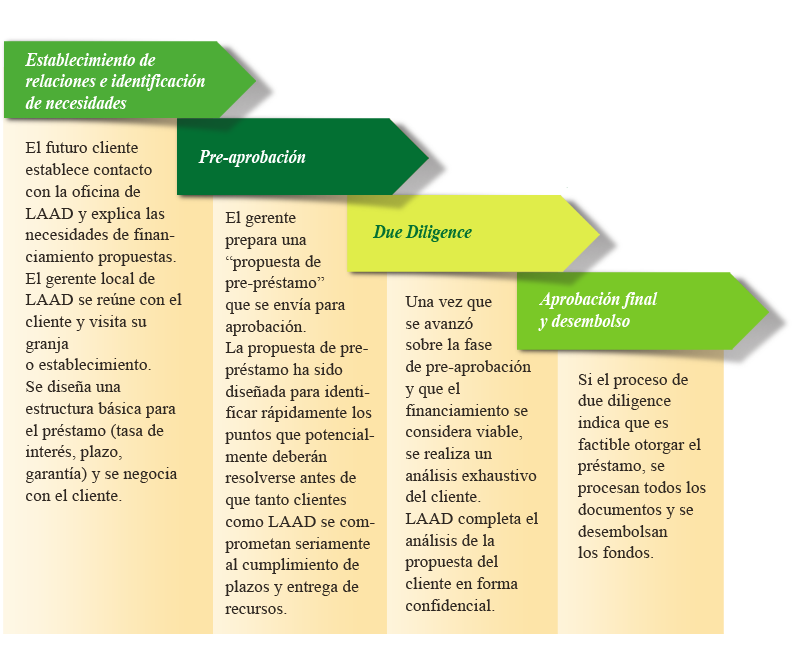 Establecimiento de
relaciones e identificación
de necesidades
El futuro cliente
establece contacto
con la oficina de
LAAD y explica las
necesidades de finan-
ciamiento propuestas.
El gerente local de
LAAD se reúne con el
cliente y visita su
granja
o establecimiento.
Se diseña una
estructura básica para
el préstamo (tasa de
interés, plazo,
garantía) y se negocia
con el cliente.
Pre-aprobación
El gerente
prepara una
“propuesta de
pre-préstamo”
que se envía para
aprobación.
La propuesta de pre-
préstamo ha sido
diseñada para identi-
ficar rápidamente los
puntos que potencial-
mente deberán
resolverse antes de
que tanto clientes
como LAAD se com-
prometan seriamente
al cumplimiento de
plazos y entrega de
recursos.
Due Diligence
Una vez que
se avanzó
sobre la fase
de pre-aprobación
y que el
financiamiento se
considera viable,
se realiza un
análisis exhaustivo
del cliente.
LAAD completa el
análisis de la
propuesta del
cliente en forma
confidencial.
Aprobación final
y desembolso
Si el proceso de
due diligence
indica que es
factible otorgar el
préstamo, se
procesan todos los
documentos y se
desembolsan
los fondos.